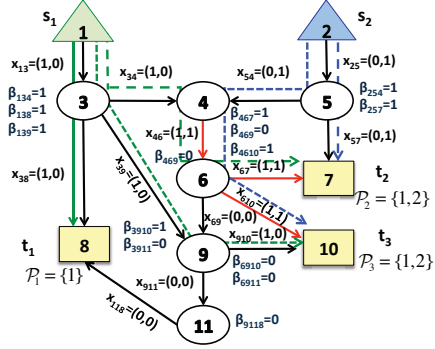 s1
s2
1
2
x13=(1,0)
x34=(1,0)
x54=(0,1)
x25=(0,1)
3
4
5
β134=1
β138=1
β139=1
β254=1
β257=1
x46=(1,1)
β467=1
β469=0
β4610=1
β469=0
x57=(0,1)
x38=(1,0)
x39=(1,0)
6
x67=(1,1)
7
t2
P2 = {1,2}
x610=(1,1)
x69=(0,0)
x910=(1,0)
β3910=1
β3911=0
t1
P1 = {1}
8
9
10
t3
P3 = {1,2}
β6910=0
β6911=0
x911=(0,0)
x118=(0,0)
11
β9118=0